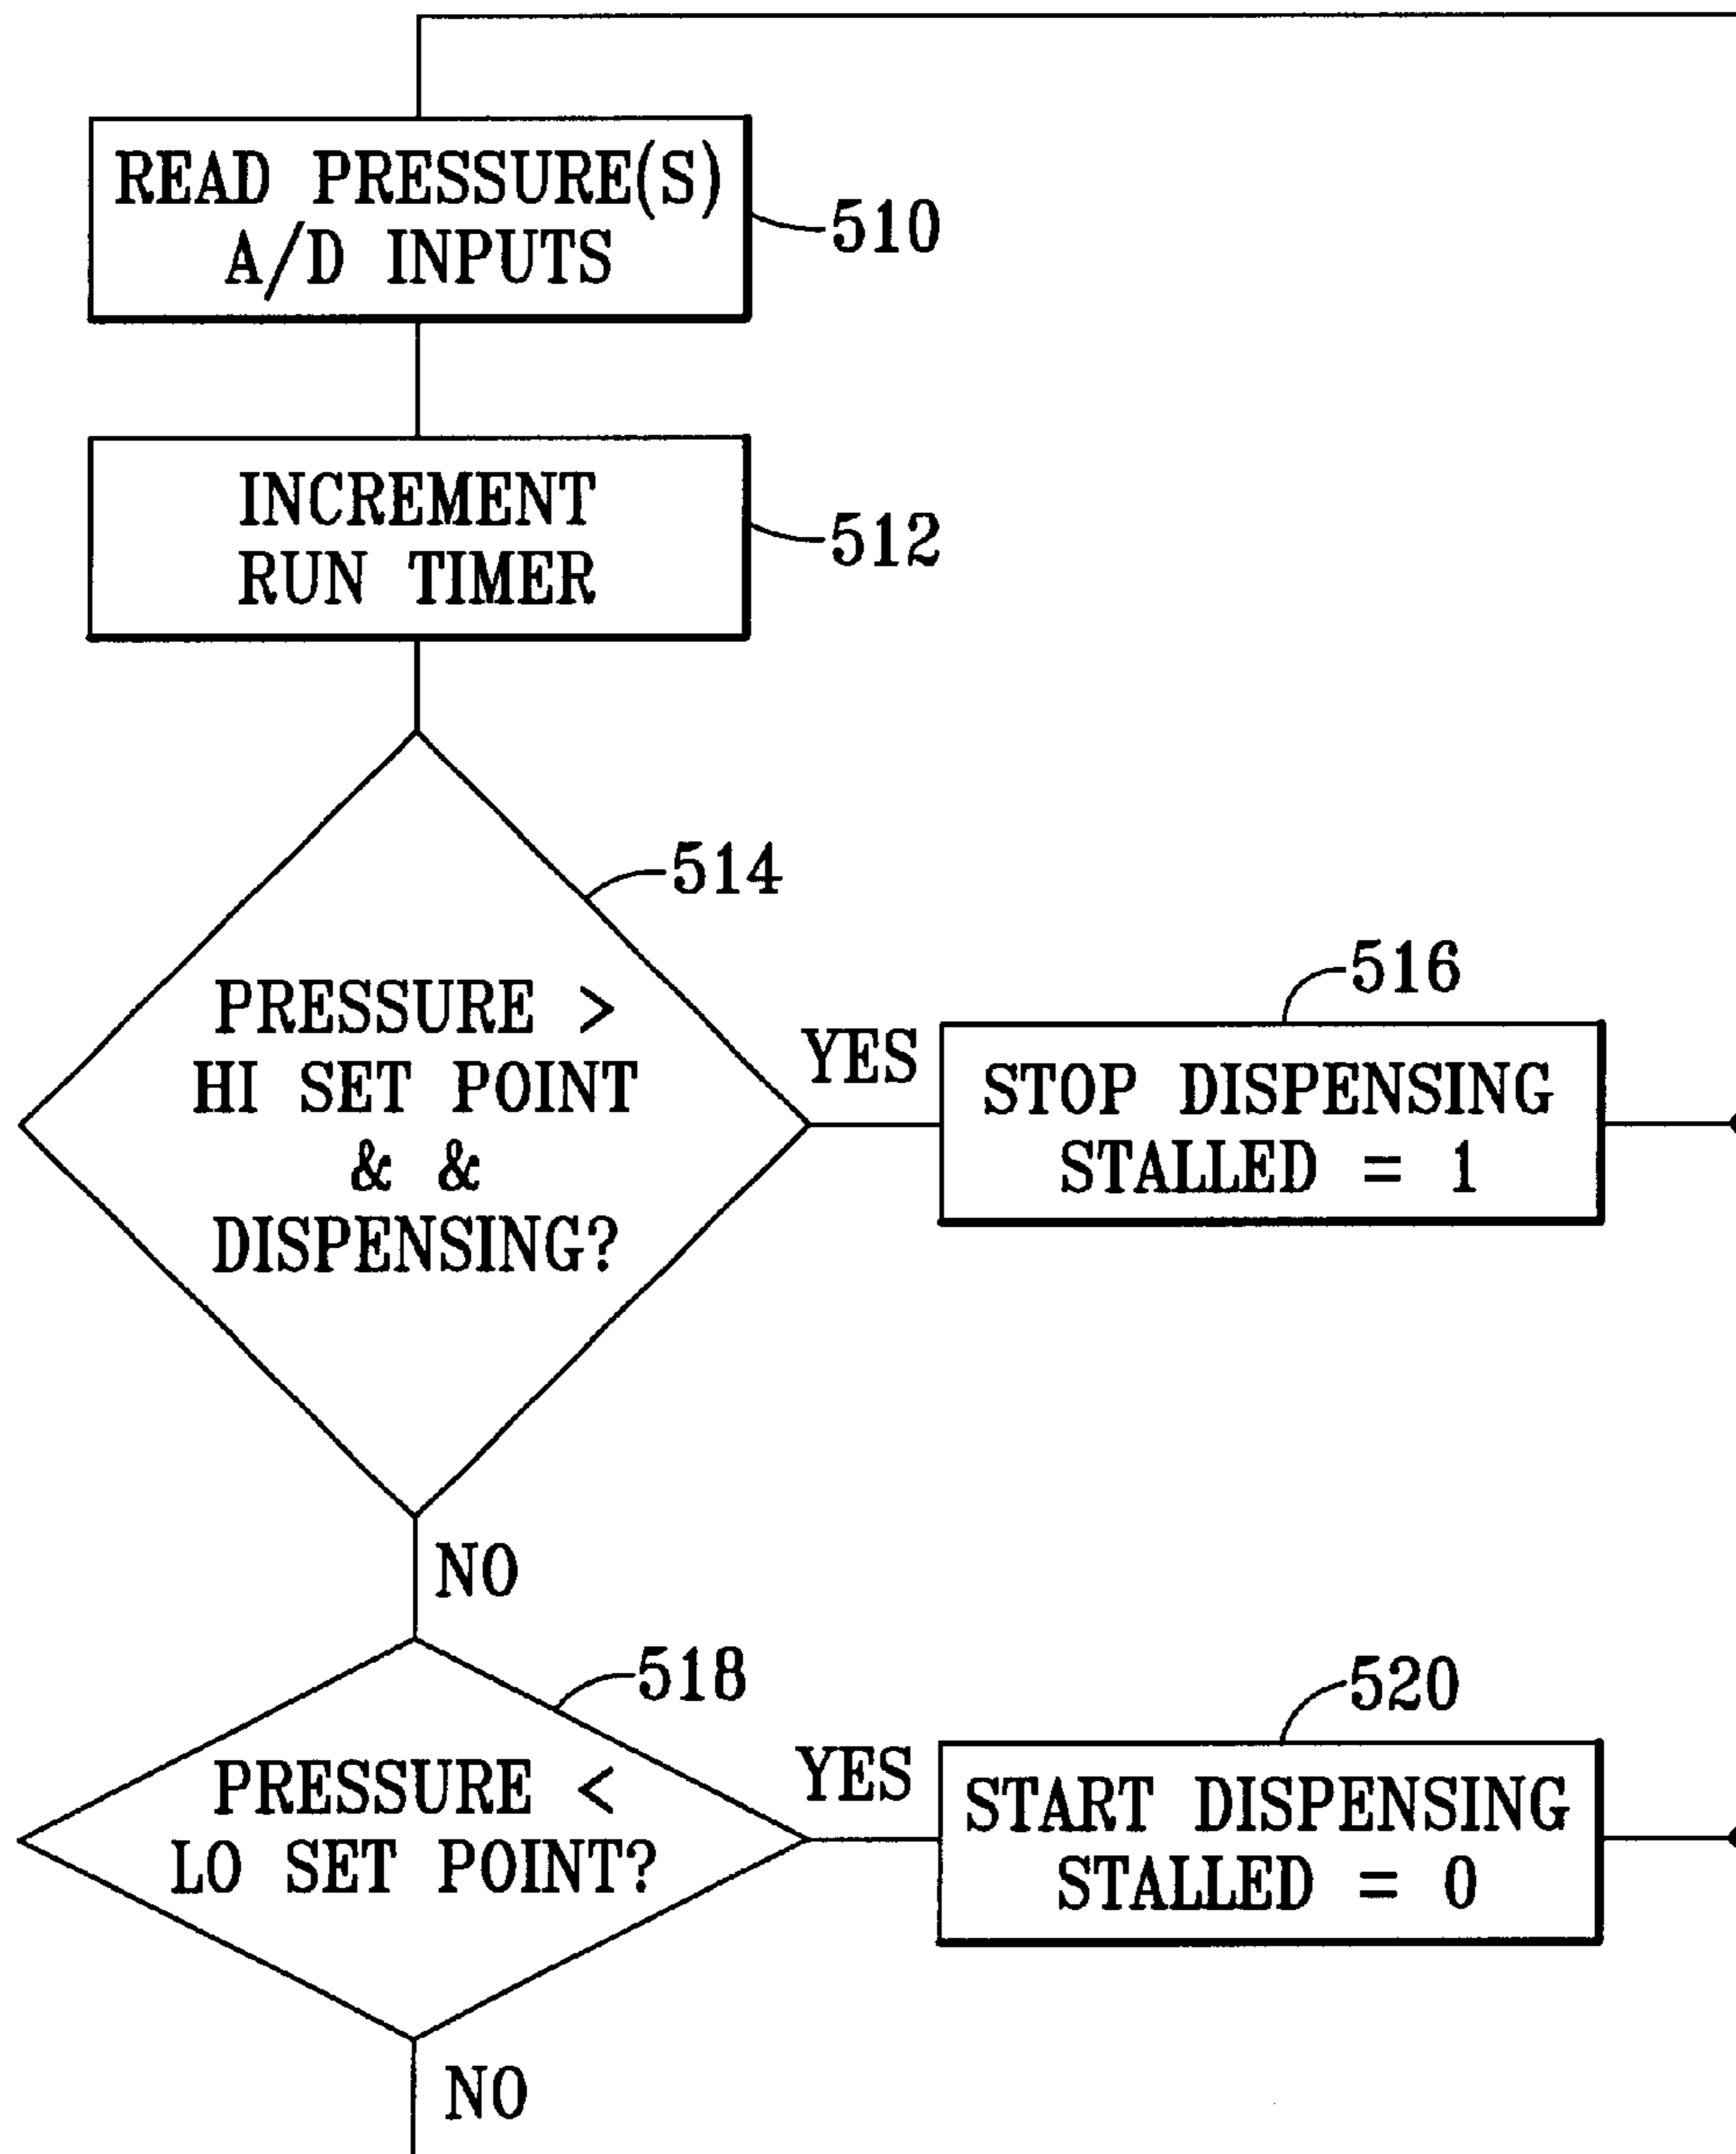 READ PRESSURE(S)
A/D INPUTS
510
INCREMENT
RUN TIMER
512
514
PRESSURE >
HI SET POINT
& &
DISPENSING?
YES
516
STOP DISPENSING
STALLED = 1
NO
518
PRESSURE <
LO SET POINT?
YES
520
START DISPENSING
STALLED = 0
NO